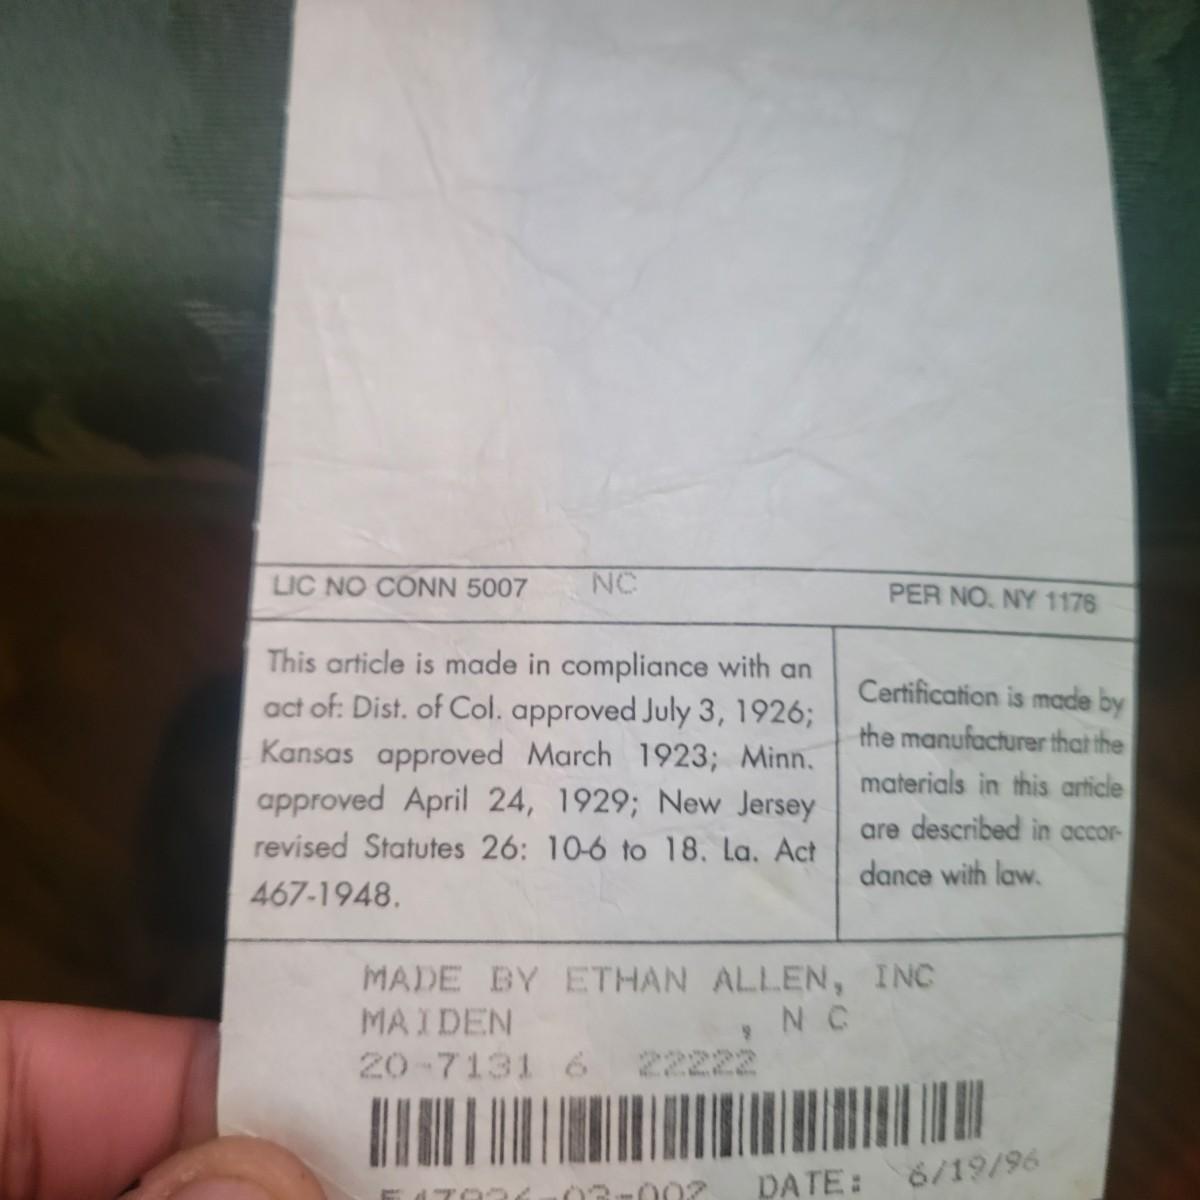 LIC NO CONN 5007 NC PER NO. NY 1176
This article is made in compliance with an
act of: Dist. of Col. approved July 3, 1926;
Kansas approved March 1923; Minn.
approved April 24, 1929; New Jersey
revised Statutes 26: 10-6 to 18. La. Act
467-1948.
Certification is made by
the manufacturer that the
materials in this article
are described in accor-
dance with law.
MADE BY ETHAN ALLEN, INC
MAIDEN , N C
20-7131 6 22222
DATE: 6/19/96